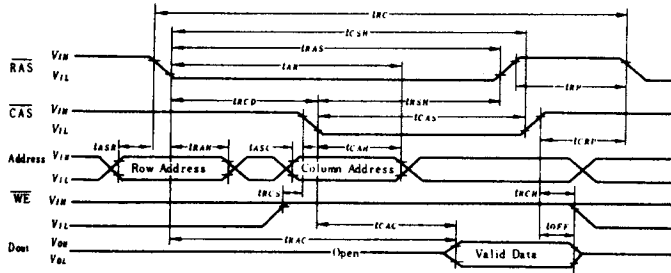 tRC
tCSH
tRAS
tAR
RAS VIH
VIL
tRP
tRCD
tRSH
CAS VIH
VIL
tCAS
tCRP
tASR
tRAH
tASC
tCAH
Address VIH
VIL
Row Address
Column Address
tRCS
tRCH
WE VIH
VIL
tCAC
tOFF
tRAC
Dout VOH
VOL
Open
Valid Data